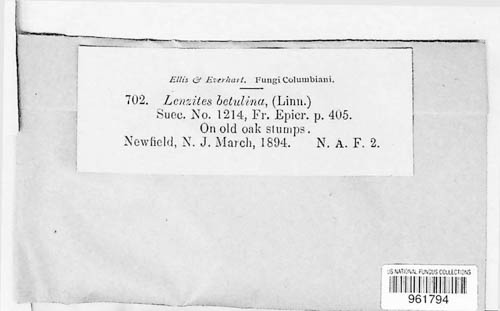 Ellis & Everhart. Fungi Columbiani.
702. Lenzites betulina, (Linn.)
Suec. No. 1214, Fr. Epicr. p. 405.
On old oak stumps.
Newfield, N. J. March, 1894. N. A. F. 2.
US NATIONAL FUNGUS COLLECTIONS
961794